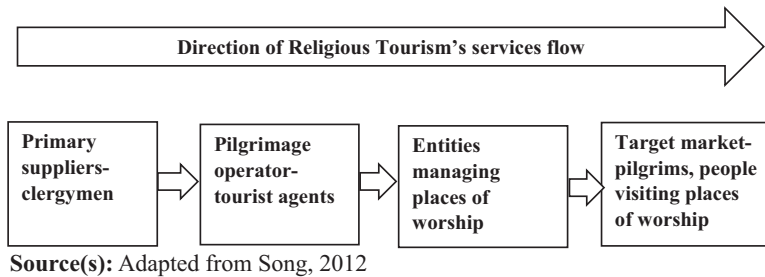 Direction of Religious Tourism's services flow
Primary
suppliers-
clergymen
Pilgrimage
operator-
tourist agents
Entities
managing
places of
worship
Target market-
pilgrims, people
visiting places
of worship
Source(s): Adapted from Song, 2012